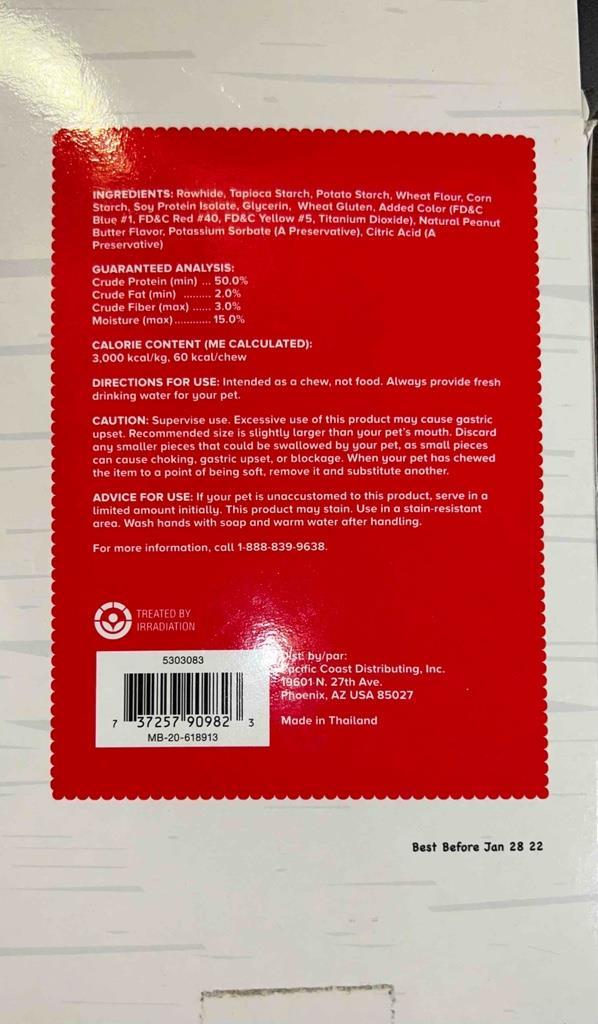 INGREDIENTS: Rawhide, Tapioca Starch, Potato Starch, Wheat Flour, Corn
Starch, Soy Protein Isolate, Glycerin, Wheat Gluten, Added Color (FD&C
Blue #1, FD&C Red #40, FD&C Yellow #5, Titanium Dioxide), Natural Peanut
Butter Flavor, Potassium Sorbate (A Preservative), Citric Acid (A
Preservative)
GUARANTEED ANALYSIS:
Crude Protein (min) ... 50.0%
Crude Fat (min) ......... 2.0%
Crude Fiber (max) ...... 3.0%
Moisture (max)............ 15.0%
CALORIE CONTENT (ME CALCULATED):
3,000 kcal/kg, 60 kcal/chew
DIRECTIONS FOR USE: Intended as a chew, not food. Always provide fresh
drinking water for your pet.
CAUTION: Supervise use. Excessive use of this product may cause gastric
upset. Recommended size is slightly larger than your pet's mouth. Discard
any smaller pieces that could be swallowed by your pet, as small pieces
can cause choking, gastric upset, or blockage. When your pet has chewed
the item to a point of being soft, remove it and substitute another.
ADVICE FOR USE: If your pet is unaccustomed to this product, serve in a
limited amount initially. This product may stain. Use in a stain-resistant
area. Wash hands with soap and warm water after handling.
For more information, call 1-888-839-9638.
TREATED BY
IRRADIATION
5303083
7 37257 90982 3
MB-20-618913
Dist. by/par:
Pacific Coast Distributing, Inc.
19601 N. 27th Ave.
Phoenix, AZ USA 85027
Made in Thailand
Best Before Jan 28 22